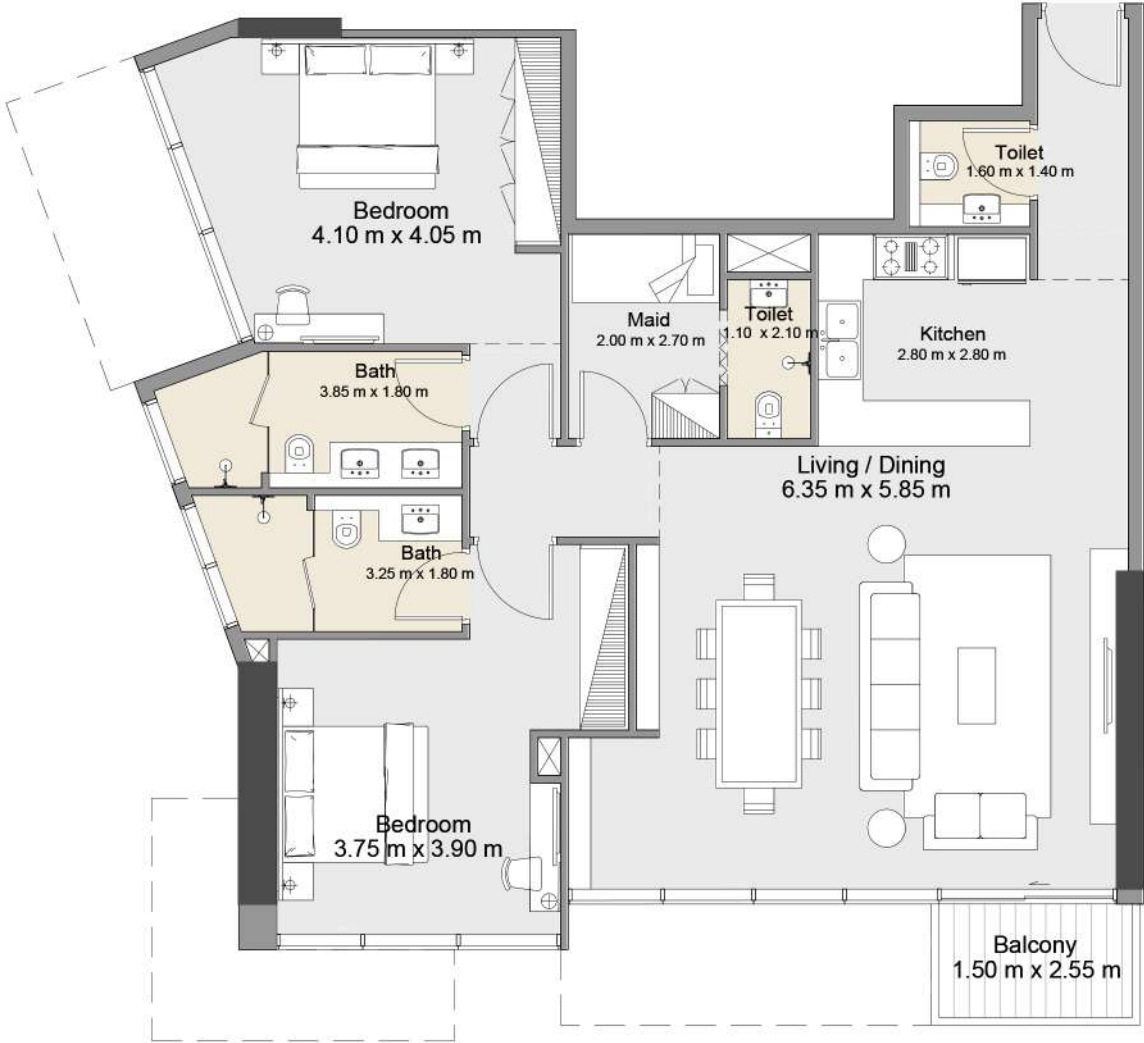 Toilet
1.60 m x 1.40 m
Bedroom
4.10 m x 4.05 m
Maid
2.00 m x 2.70 m
Toilet
1.10 x 2.10 m
Kitchen
2.80 m x 2.80 m
Bath
3.85 m x 1.80 m
Living / Dining
6.35 m x 5.85 m
Bath
3.25 m x 1.80 m
Bedroom
3.75 m x 3.90 m
Balcony
1.50 m x 2.55 m